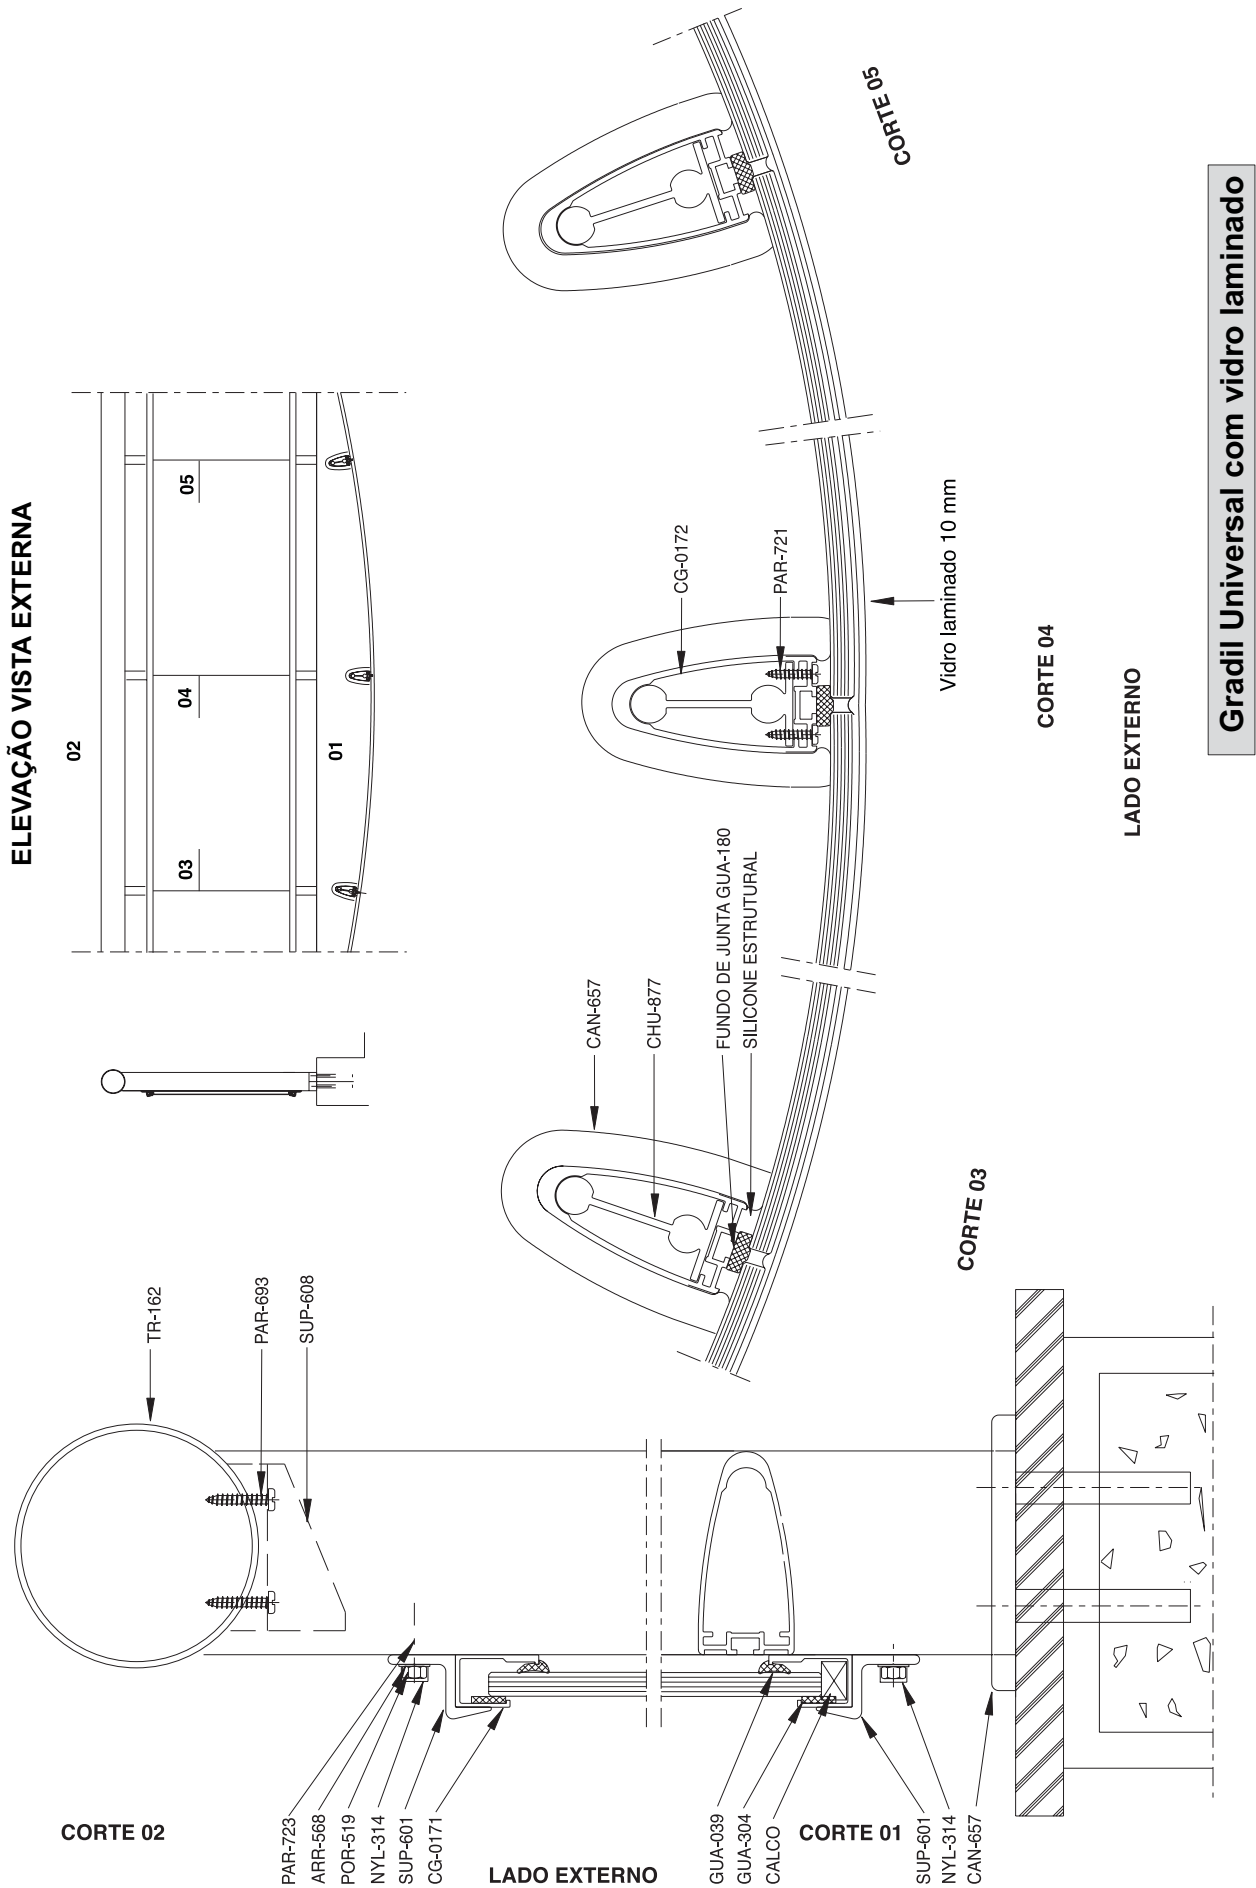 ELEVAÇÃO VISTA EXTERNA
02
03
04
05
01
CORTE 02
TR-162
PAR-693
SUP-608
PAR-723
ARR-568
POR-519
NYL-314
SUP-601
CG-0171
LADO EXTERNO
GUA-039
GUA-304
CALCO
CORTE 01
SUP-601
NYL-314
CAN-657
CAN-657
CHU-877
FUNDO DE JUNTA GUA-180
SILICONE ESTRUTURAL
CORTE 03
CG-0172
PAR-721
Vidro laminado 10 mm
CORTE 04
LADO EXTERNO
CORTE 05
Gradil Universal com vidro laminado